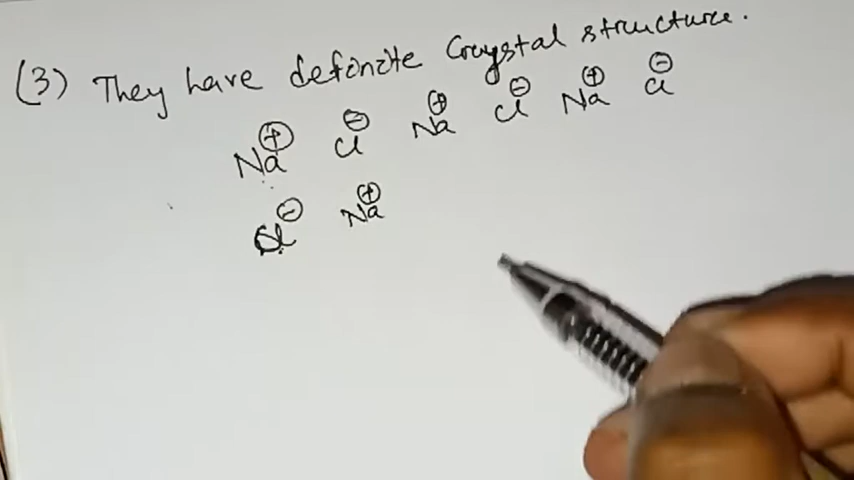 (3) They have definite Crystal structure.
Na⊕ Cl⊖ Na⊕ Cl⊖ Na⊕ Cl⊖
Cl⊖ Na⊕